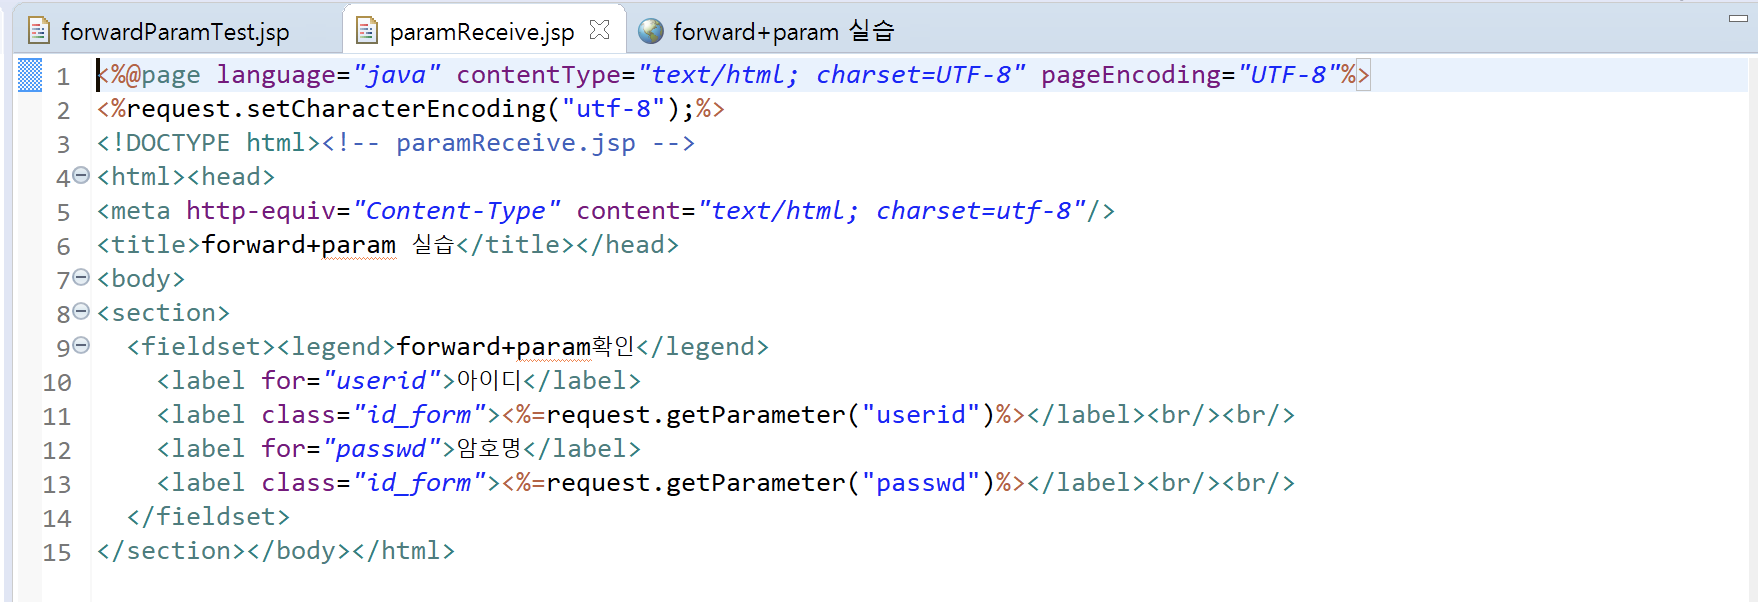 forwardParamTest.jsp paramReceive.jsp forward+param 실습
1 <%@page language="java" contentType="text/html; charset=UTF-8" pageEncoding="UTF-8"%>
2 <%request.setCharacterEncoding("utf-8");%>
3 <!DOCTYPE html><!-- paramReceive.jsp -->
4 <html><head>
5 <meta http-equiv="Content-Type" content="text/html; charset=utf-8"/>
6 <title>forward+param 실습</title></head>
7 <body>
8 <section>
9   <fieldset><legend>forward+param확인</legend>
10     <label for="userid">아이디</label>
11     <label class="id_form"><%=request.getParameter("userid")%></label><br/><br/>
12     <label for="passwd">암호명</label>
13     <label class="id_form"><%=request.getParameter("passwd")%></label><br/><br/>
14   </fieldset>
15 </section></body></html>